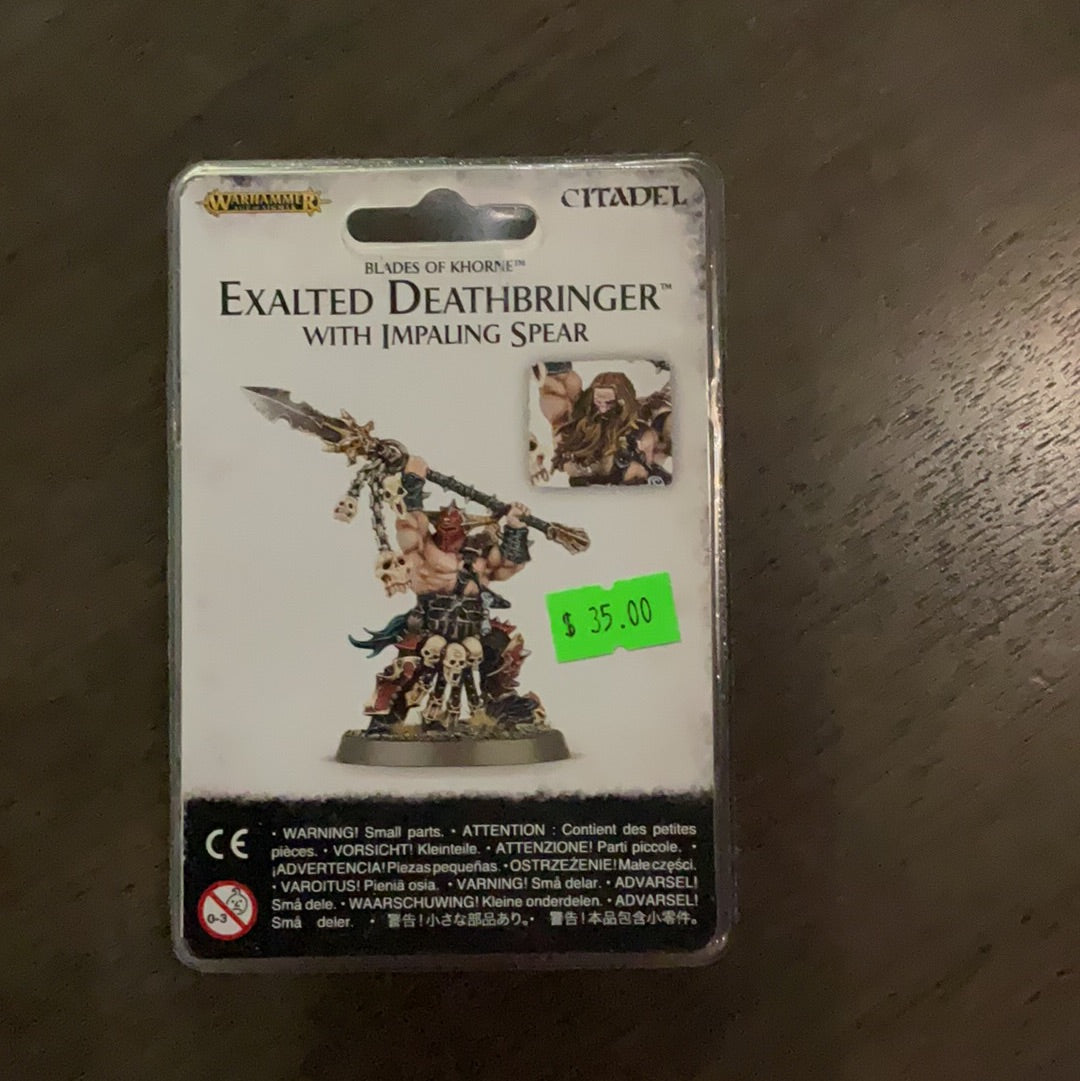 WARHAMMER
CITADEL
BLADES OF KHORNE™
EXALTED DEATHBRINGER™
WITH IMPALING SPEAR
$ 35.00
CE
0-3
• WARNING! Small parts. • ATTENTION : Contient des petites
pièces. • VORSICHT! Kleinteile. • ATTENZIONE! Parti piccole. •
¡ADVERTENCIA! Piezas pequeñas. • OSTRZEŻENIE! Małe części.
• VAROITUS! Pieniä osia. • VARNING! Små delar. • ADVARSEL!
Små dele. • WAARSCHUWING! Kleine onderdelen. • ADVARSEL!
Små deler. • 警告！小さな部品あり。• 警告！本品包含小零件。